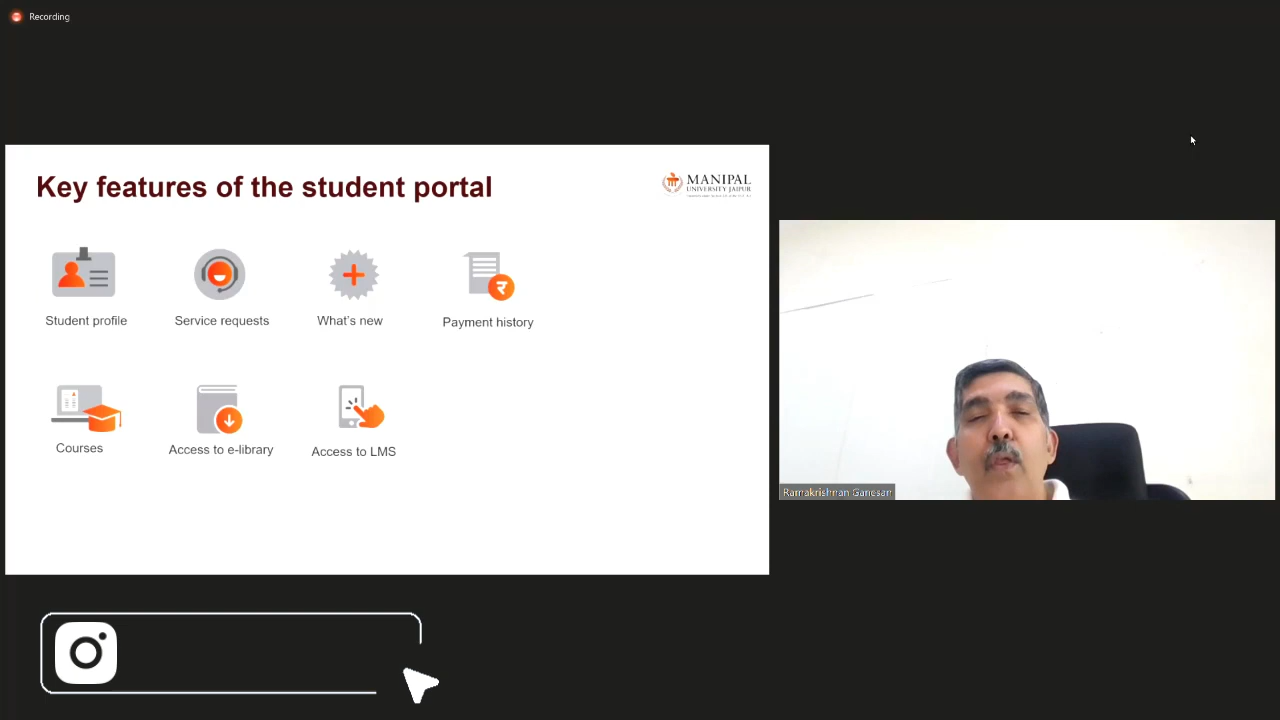 Recording
Key features of the student portal
MANIPAL
UNIVERSITY JAIPUR
Student profile
Service requests
What's new
Payment history
Courses
Access to e-library
Access to LMS
Ramakrishnan Ganesan